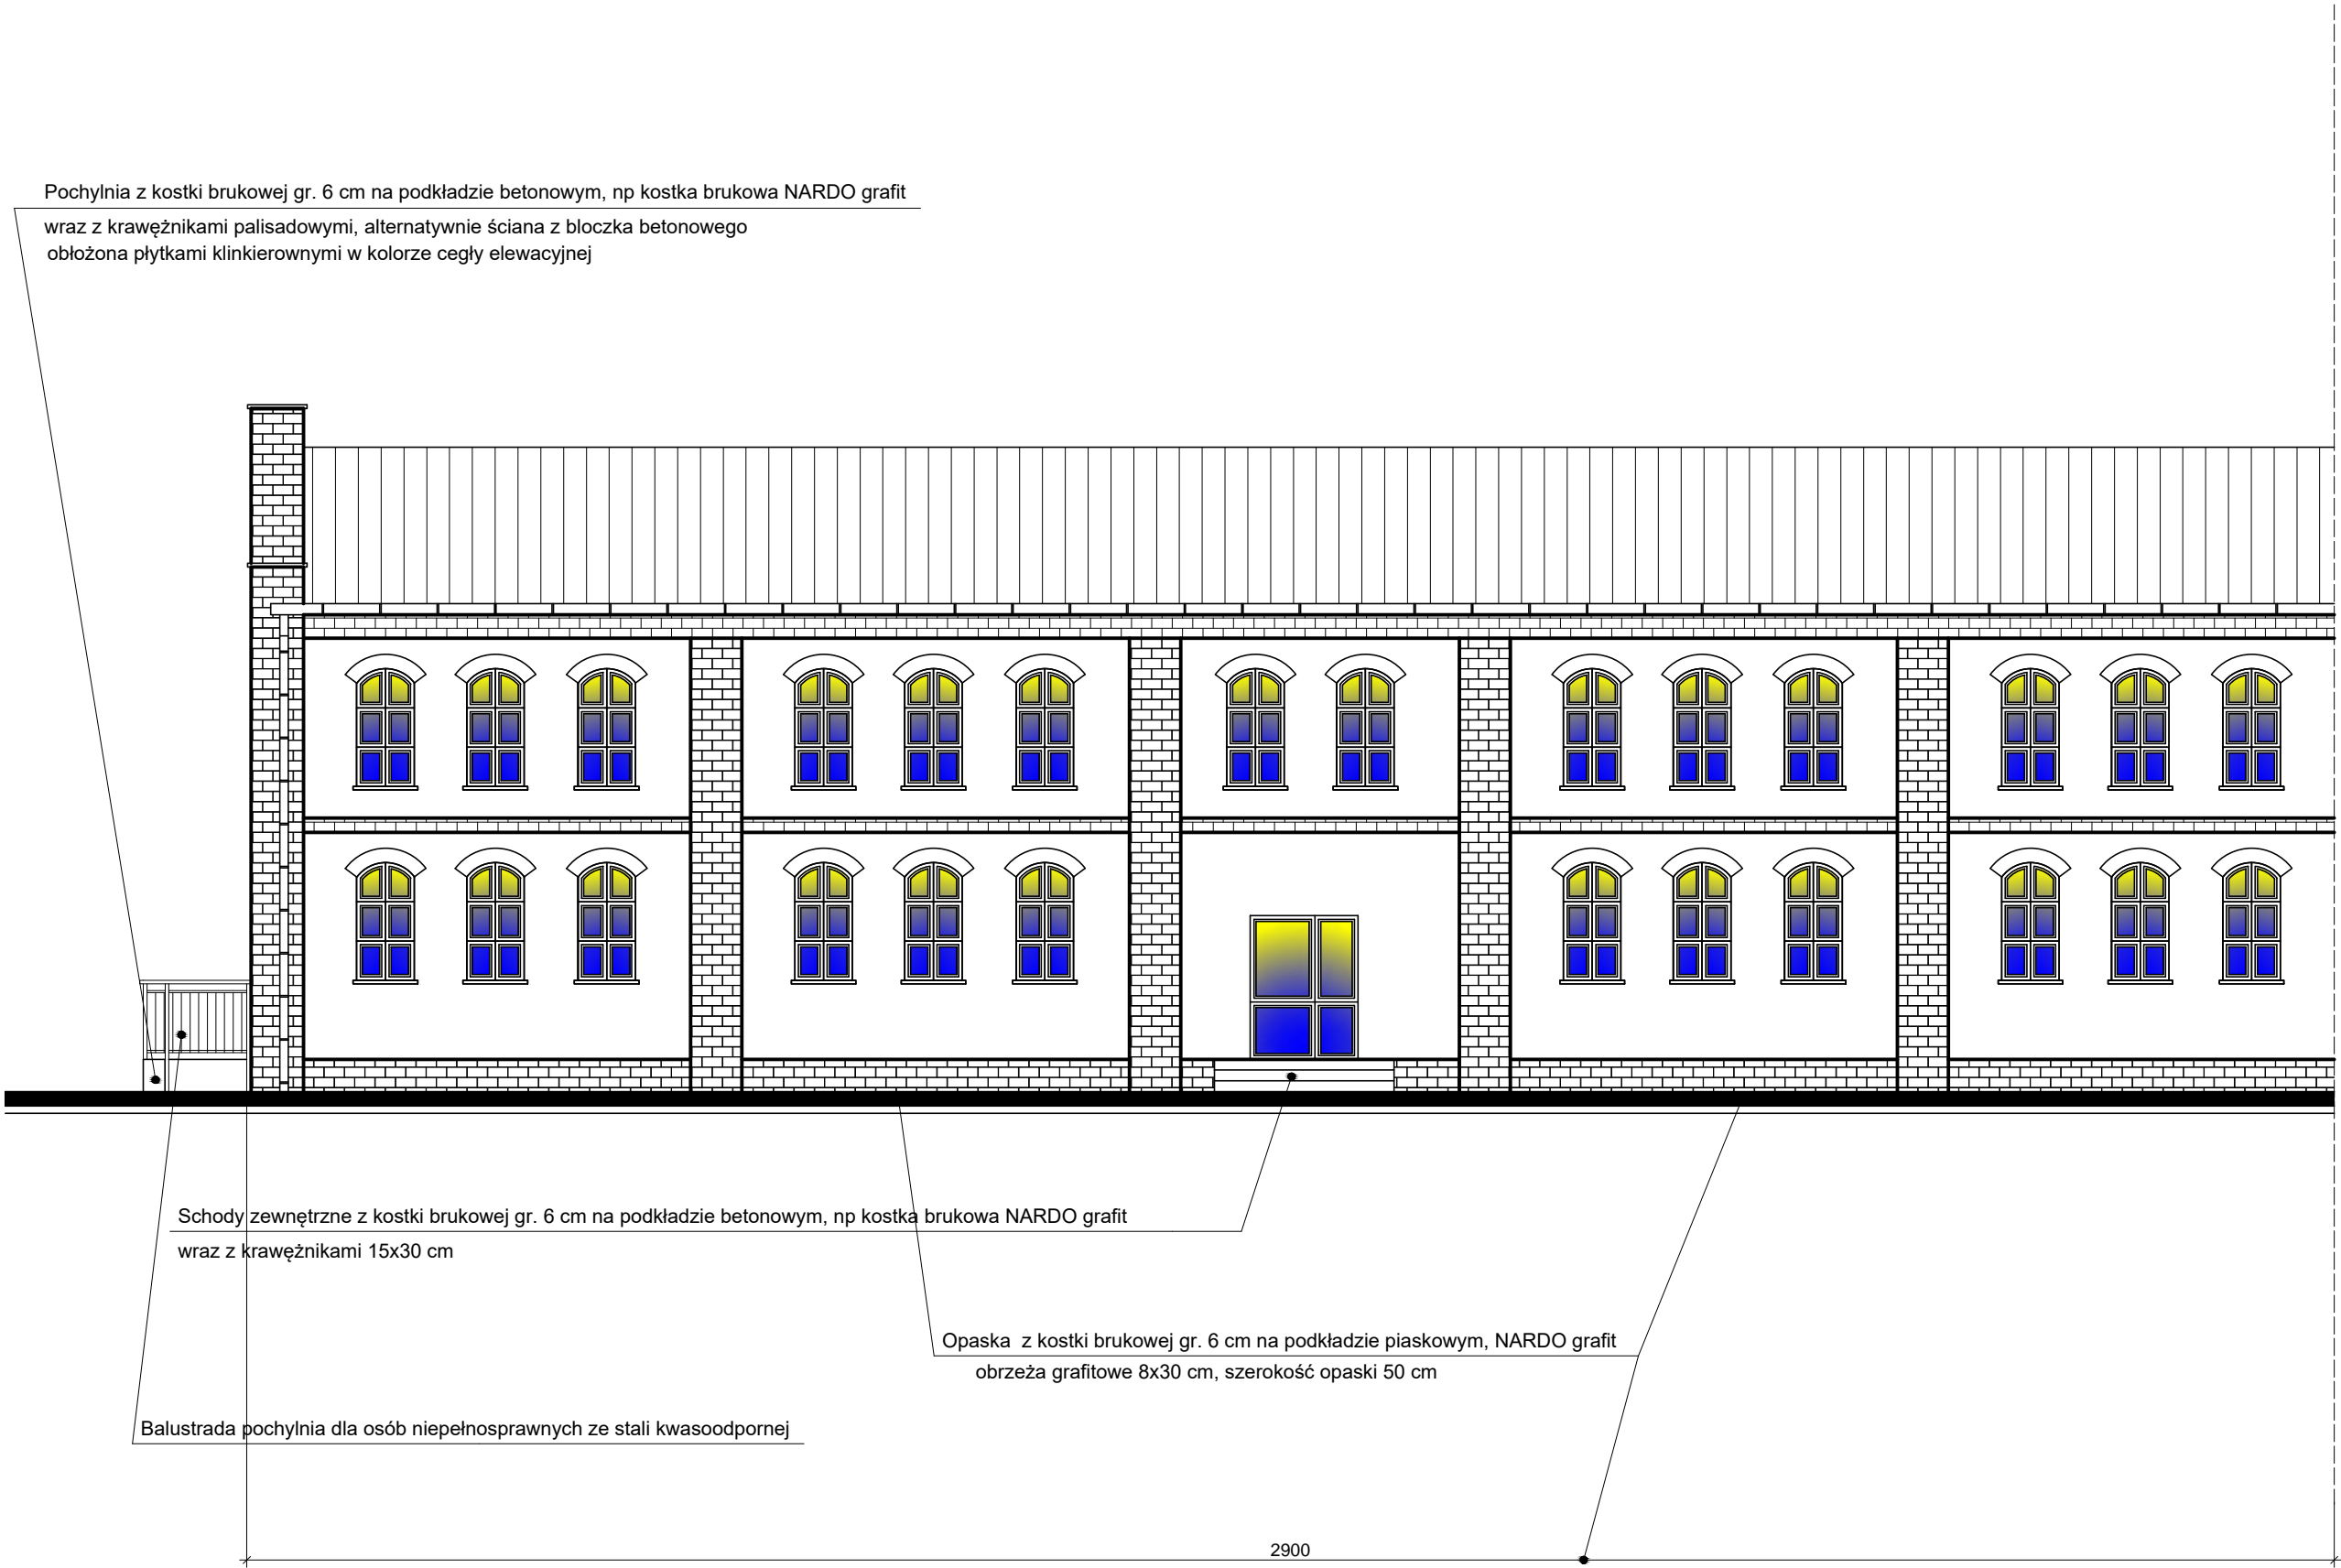 Pochylnia z kostki brukowej gr. 6 cm na podkładzie betonowym, np kostka brukowa NARDO grafit
wraz z krawężnikami palisadowymi, alternatywnie ściana z bloczka betonowego
obłożona płytkami klinkierownymi w kolorze cegły elewacyjnej
Schody zewnętrzne z kostki brukowej gr. 6 cm na podkładzie betonowym, np kostka brukowa NARDO grafit
wraz z krawężnikami 15x30 cm
Opaska z kostki brukowej gr. 6 cm na podkładzie piaskowym, NARDO grafit
obrzeża grafitowe 8x30 cm, szerokość opaski 50 cm
Balustrada pochylnia dla osób niepełnosprawnych ze stali kwasoodpornej
2900